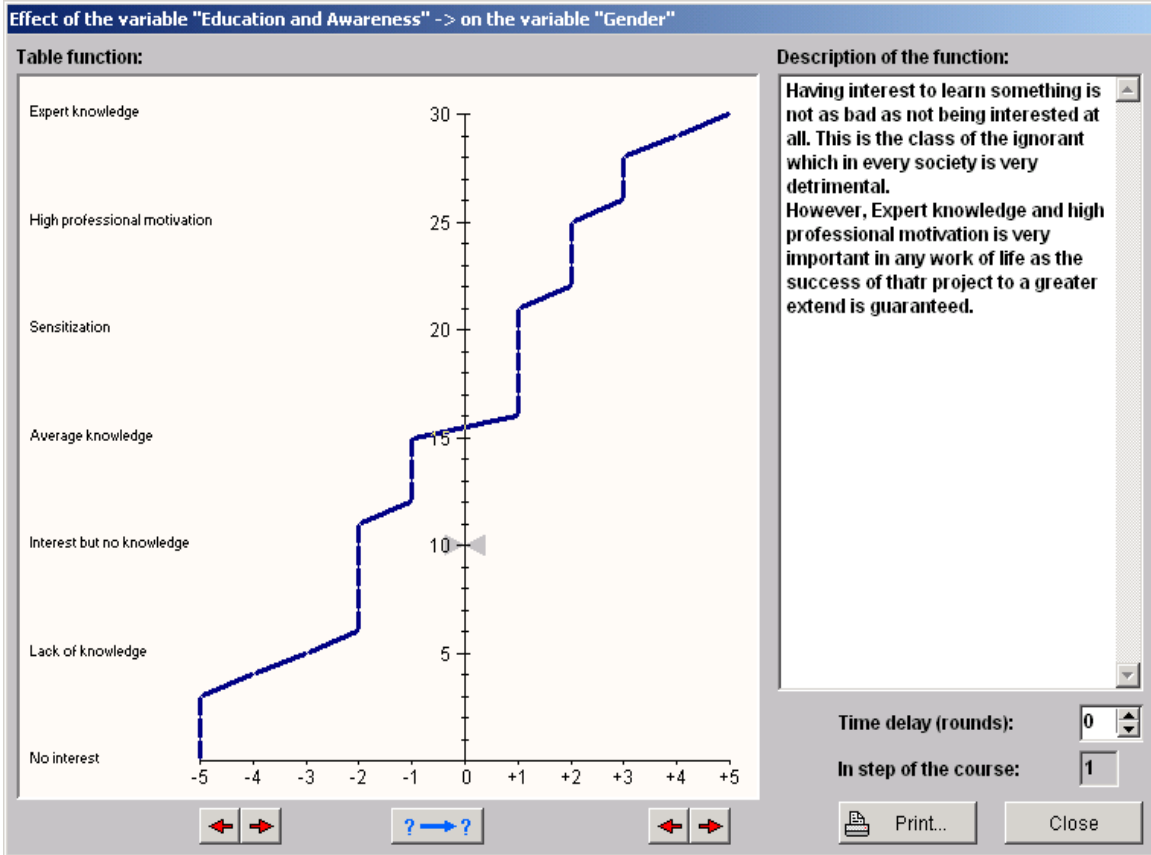 Effect of the variable "Education and Awareness" -> on the variable "Gender"
Table function:
Expert knowledge
High professional motivation
Sensitization
Average knowledge
Interest but no knowledge
Lack of knowledge
No interest
30
25
20
15
10
5
-5 -4 -3 -2 -1 0 +1 +2 +3 +4 +5
? ?
Description of the function:
Having interest to learn something is
not as bad as not being interested at
all. This is the class of the ignorant
which in every society is very
detrimental.
However, Expert knowledge and high
professional motivation is very
important in any work of life as the
success of thatr project to a greater
extend is guaranteed.
Time delay (rounds): 0
In step of the course: 1
Print... Close